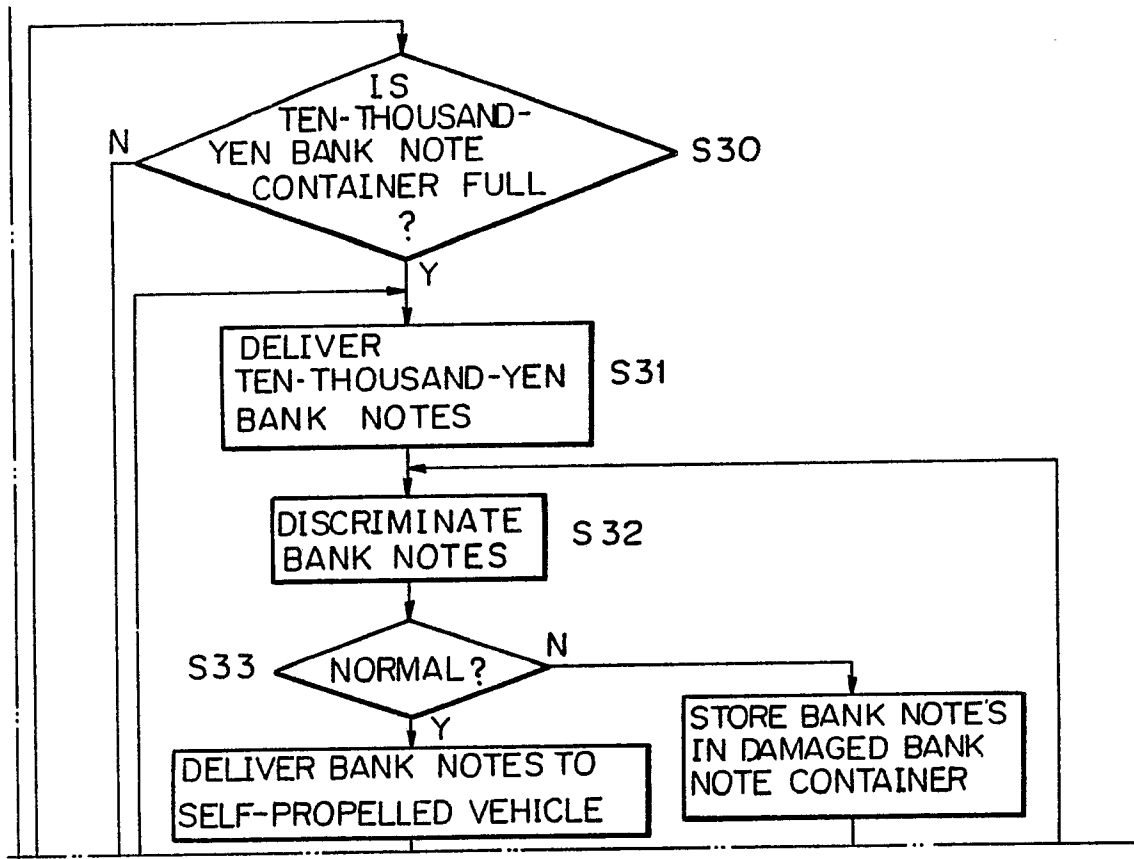 IS
TEN-THOUSAND-
YEN BANK NOTE
CONTAINER FULL
?
N
S30
Y
DELIVER
TEN-THOUSAND-YEN
BANK NOTES
S31
DISCRIMINATE
BANK NOTES
S32
S33
NORMAL?
N
Y
STORE BANK NOTE'S
IN DAMAGED BANK
NOTE CONTAINER
DELIVER BANK NOTES TO
SELF-PROPELLED VEHICLE